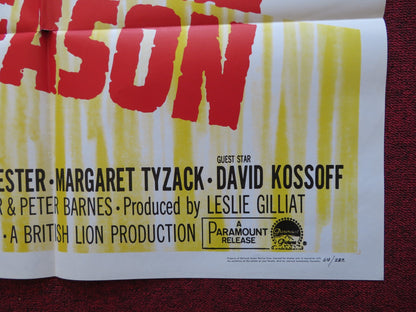 EASON
ESTER · MARGARET TYZACK · GUEST STAR DAVID KOSSOFF
R & PETER BARNES · Produced by LESLIE GILLIAT
· A BRITISH LION PRODUCTION
A
PARAMOUNT
RELEASE
Paramount